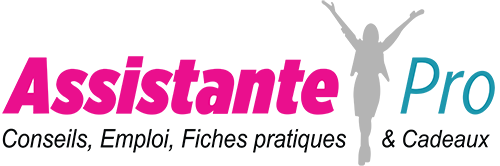 Assistante Pro
Conseils, Emploi, Fiches pratiques & Cadeaux